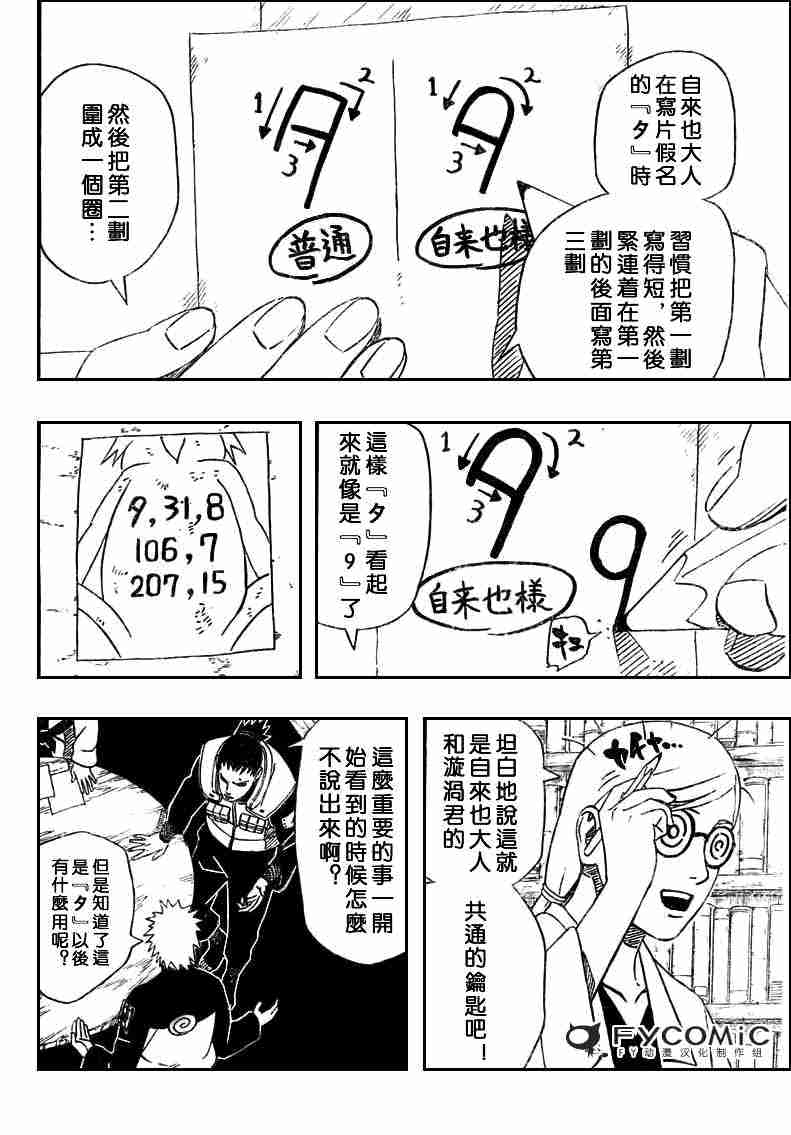 自來也大人
在寫片假名
的『タ』時
習慣把第一劃
寫得短，然後
緊連着在第一
劃的後面寫第
三劃
1
2
3
自来也様
1
2
3
普通
然後把第二劃
圍成一個圈…
1
2
3
自来也様
9
キュ
這樣『タ』看起
來就像是『9』了
タ,31,8
106,7
207,15
カチャ…
坦白地說這就
是自來也大人
和漩渦君的
共通的鑰匙吧！
這麼重要的事一開
始看到的時候怎麼
不說出來啊？
但是知道了這
是『タ』以後
有什麼用呢？
FYCOMIC
FY动漫汉化制作组